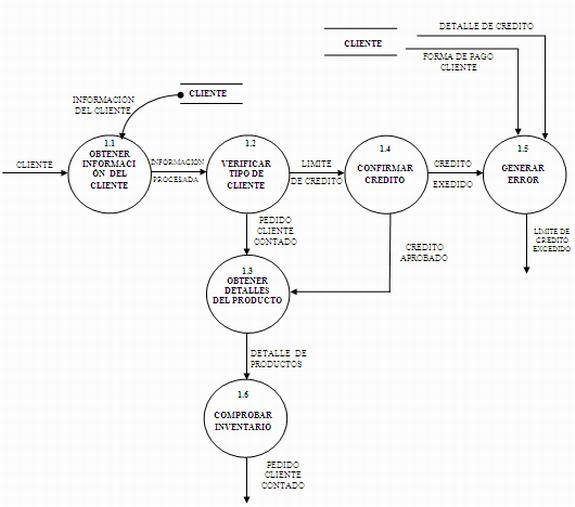 DETALLE DE CREDITO
CLIENTE
FORMA DE PAGO
CLIENTE
INFORMACION
DEL CLIENTE
CLIENTE
CLIENTE
1.1
OBTENER
INFORMACI
ÓN DEL
CLIENTE
INFORMACION
PROCESADA
1.2
VERIFICAR
TIPO DE
CLIENTE
LIMITE
DE CREDITO
1.4
CONFIRMAR
CREDITO
CREDITO
EXEDIDO
1.5
GENERAR
ERROR
PEDIDO
CLIENTE
CONTADO
CREDITO
APROBADO
LIMITE DE
CREDITO
EXCEDIDO
1.3
OBTENER
DETALLES
DEL PRODUCTO
DETALLE DE
PRODUCTOS
1.6
COMPROBAR
INVENTARIO
PEDIDO
CLIENTE
CONTADO